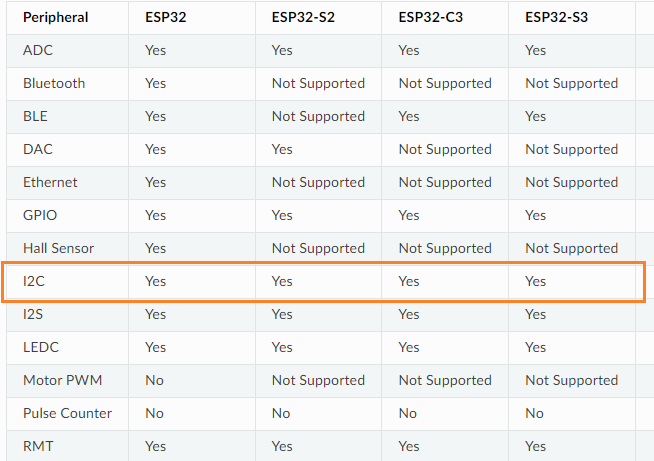 Peripheral ESP32 ESP32-S2 ESP32-C3 ESP32-S3
ADC Yes Yes Yes Yes
Bluetooth Yes Not Supported Not Supported Not Supported
BLE Yes Not Supported Yes Yes
DAC Yes Yes Not Supported Not Supported
Ethernet Yes Not Supported Not Supported Not Supported
GPIO Yes Yes Yes Yes
Hall Sensor Yes Not Supported Not Supported Not Supported
I2C Yes Yes Yes Yes
I2S Yes Yes Yes Yes
LEDC Yes Yes Yes Yes
Motor PWM No Not Supported Not Supported Not Supported
Pulse Counter No No No No
RMT Yes Yes Yes Yes